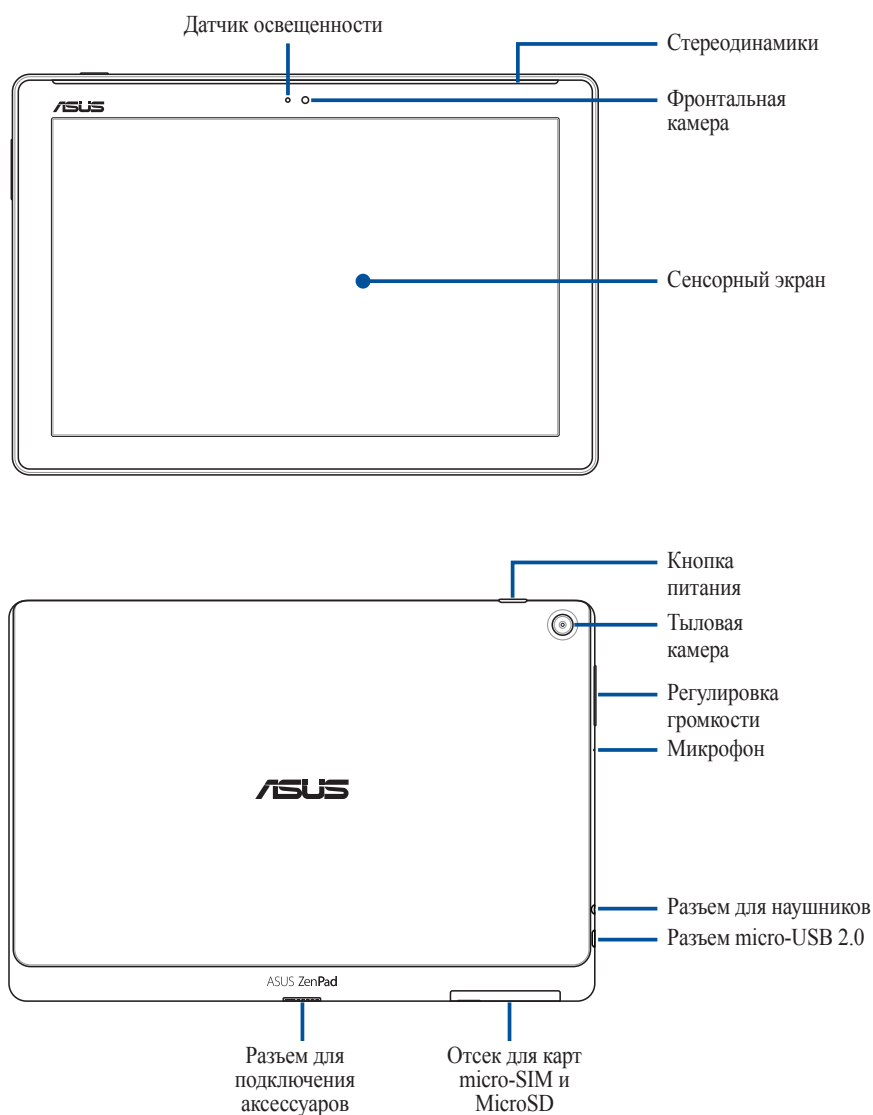 Датчик освещенности
Стереодинамики
ASUS
Фронтальная
камера
Сенсорный экран
Кнопка
питания
Тыловая
камера
Регулировка
громкости
Микрофон
ASUS
Разъем для наушников
Разъем micro-USB 2.0
ASUS ZenPad
Разъем для
подключения
аксессуаров
Отсек для карт
micro-SIM и
MicroSD